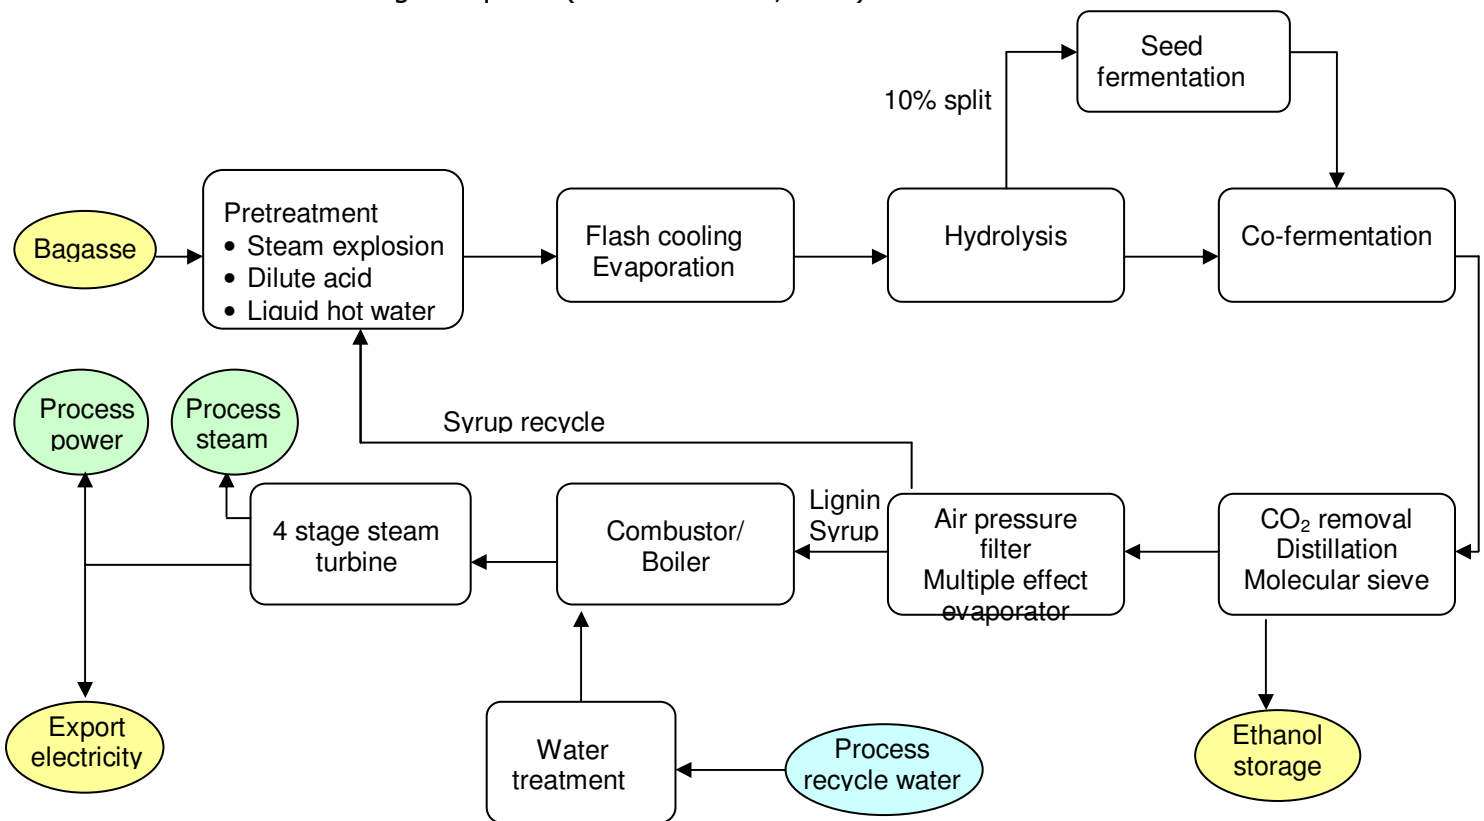 Seed
fermentation
10% split
Pretreatment
• Steam explosion
• Dilute acid
• Liquid hot water
Bagasse
Flash cooling
Evaporation
Hydrolysis
Co-fermentation
Process
power
Process
steam
Syrup recycle
4 stage steam
turbine
Combustor/
Boiler
Lignin
Syrup
Air pressure
filter
Multiple effect
evaporator
CO₂ removal
Distillation
Molecular sieve
Export
electricity
Water
treatment
Process
recycle water
Ethanol
storage